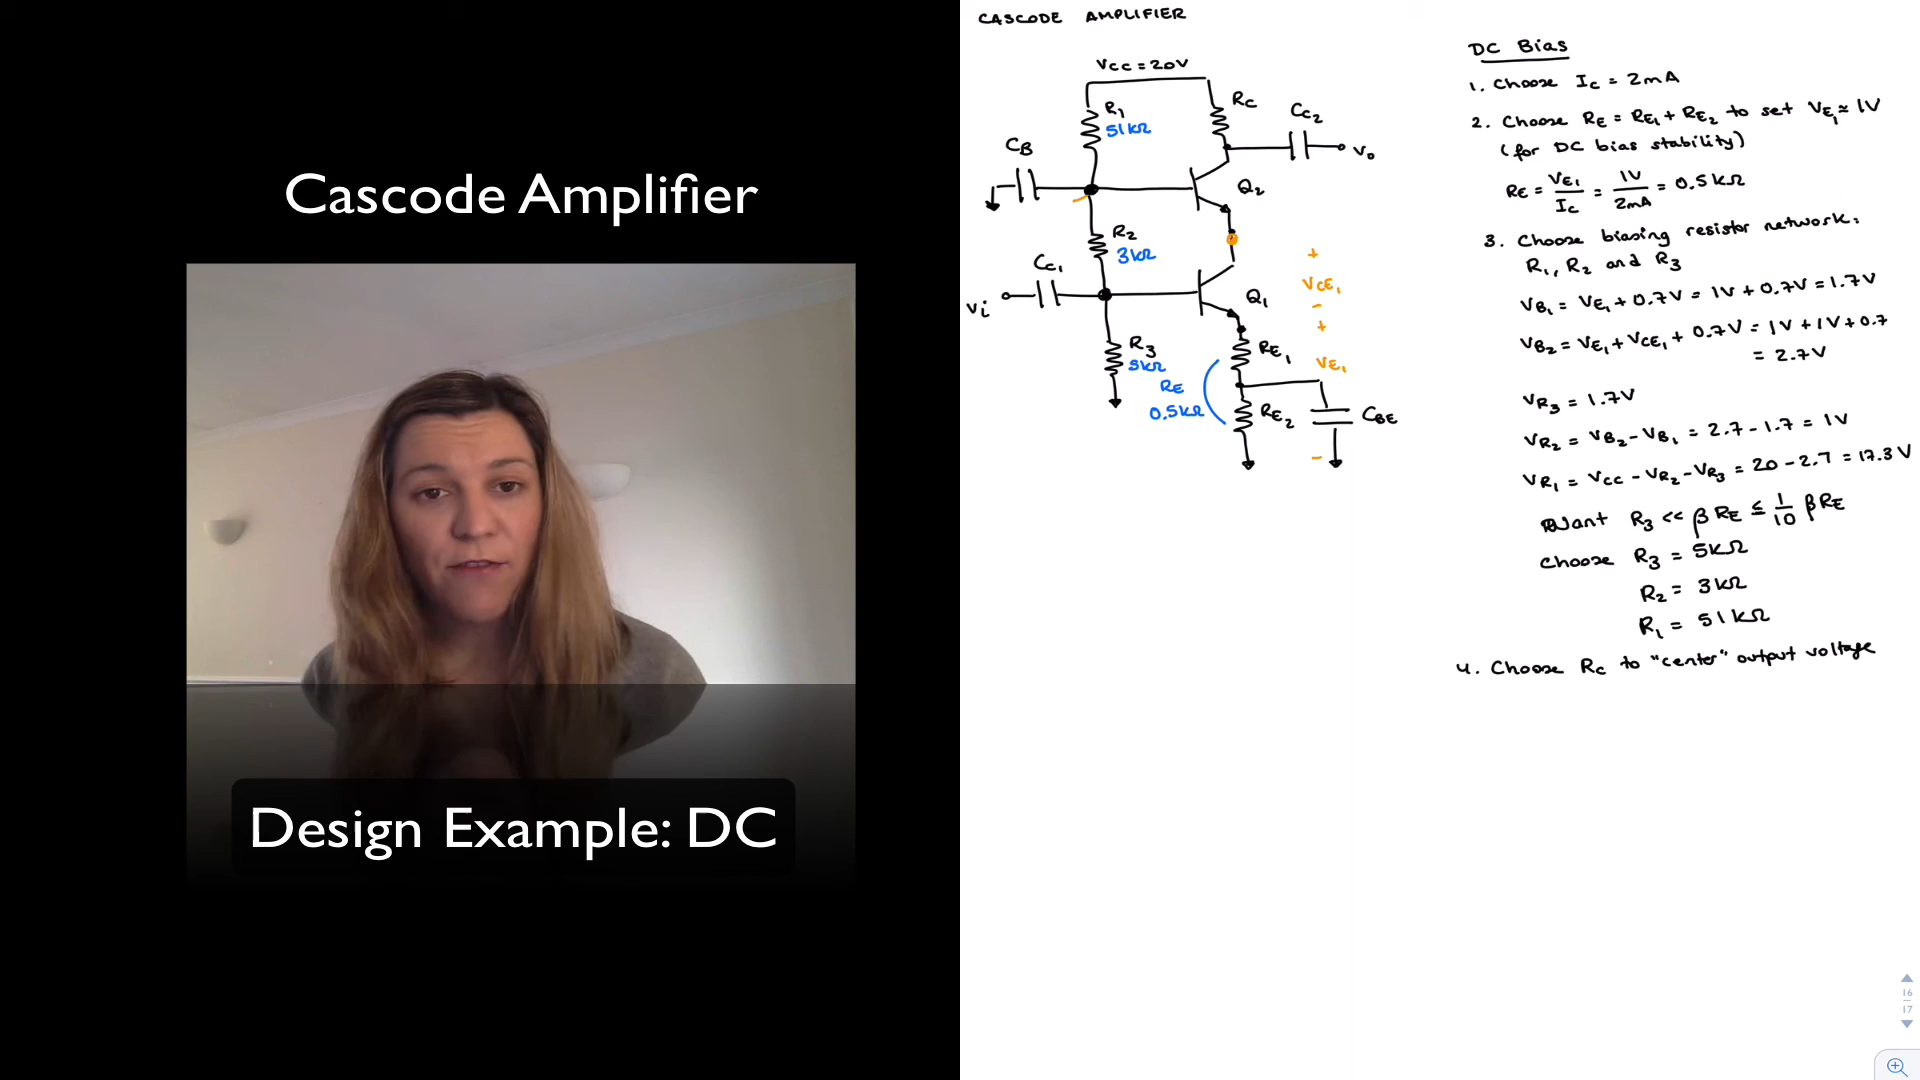 Cascode Amplifier
Design Example: DC
CASCODE AMPLIFIER
VCC = 20V
R1
51kΩ
RC
CC2
Vo
CB
Q2
R2
3kΩ
CC1
Vi
Q1
+
VCE1
-
+
R3
5kΩ
RE1
VE1
RE
0.5kΩ
RE2
CBE
-
DC Bias
1. Choose IC = 2mA
2. Choose RE = RE1 + RE2 to set VE1 ≈ 1V
(for DC bias stability)
RE = VE1/IC = 1V/2mA = 0.5kΩ
3. Choose biasing resistor network:
R1, R2 and R3
VB1 = VE1 + 0.7V = 1V + 0.7V = 1.7V
VB2 = VE1 + VCE1 + 0.7V = 1V + 1V + 0.7
= 2.7V
VR3 = 1.7V
VR2 = VB2 - VB1 = 2.7 - 1.7 = 1V
VR1 = VCC - VR2 - VR3 = 20 - 2.7 = 17.3V
Want R3 << βRE ≤ 1/10 βRE
Choose R3 = 5kΩ
R2 = 3kΩ
R1 = 51kΩ
4. Choose RC to "center" output voltage
16
17